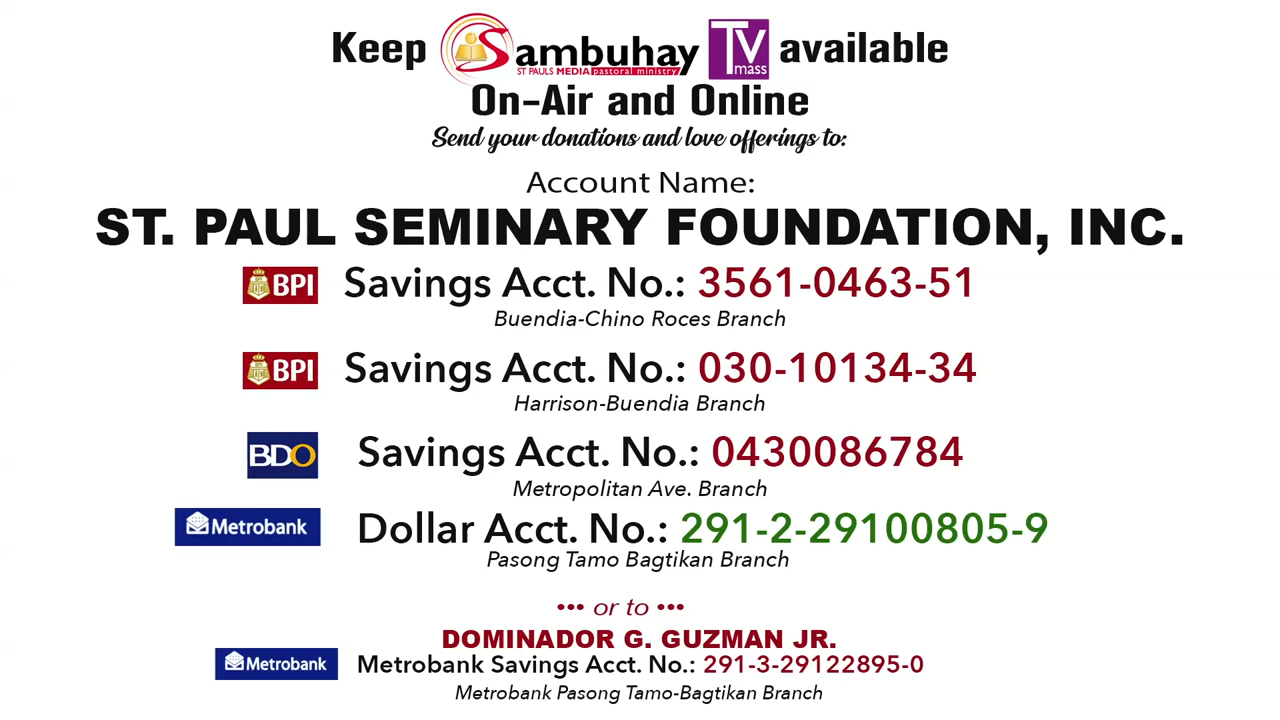 Keep Sambuhay TV mass available
ST PAULS MEDIA pastoral ministry
On-Air and Online
Send your donations and love offerings to:
Account Name:
ST. PAUL SEMINARY FOUNDATION, INC.
BPI Savings Acct. No.: 3561-0463-51
Buendia-Chino Roces Branch
BPI Savings Acct. No.: 030-10134-34
Harrison-Buendia Branch
BDO Savings Acct. No.: 0430086784
Metropolitan Ave. Branch
Metrobank Dollar Acct. No.: 291-2-29100805-9
Pasong Tamo Bagtikan Branch
••• or to •••
DOMINADOR G. GUZMAN JR.
Metrobank Metrobank Savings Acct. No.: 291-3-29122895-0
Metrobank Pasong Tamo-Bagtikan Branch